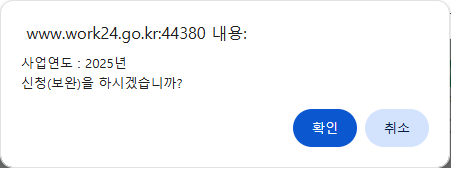 www.work24.go.kr:44380 내용:
사업연도 : 2025년
신청(보완)을 하시겠습니까?
확인
취소